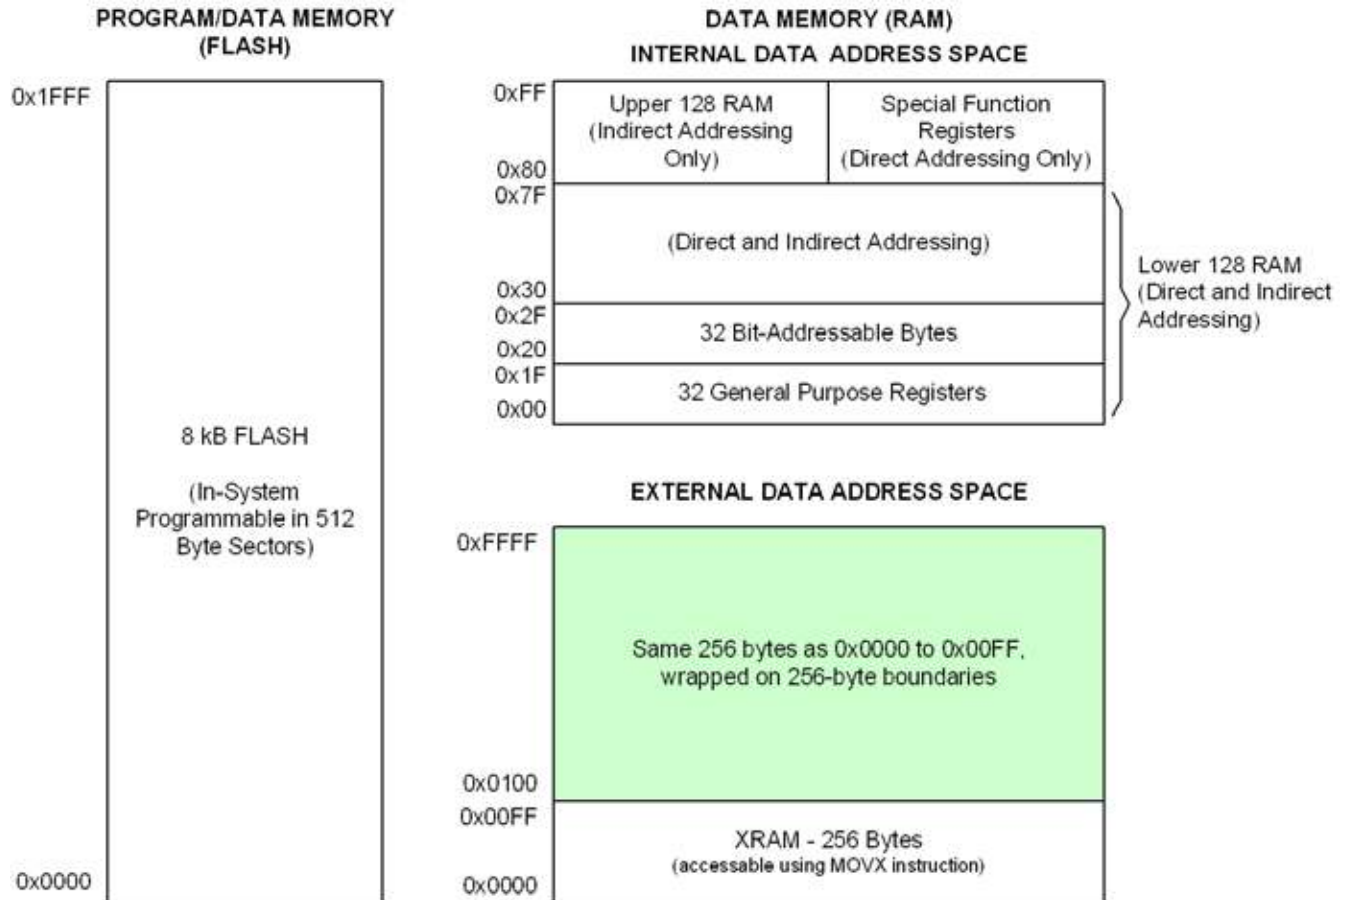 PROGRAM/DATA MEMORY
(FLASH)
0x1FFF
8 kB FLASH
(In-System
Programmable in 512
Byte Sectors)
0x0000
DATA MEMORY (RAM)
INTERNAL DATA ADDRESS SPACE
0xFF
Upper 128 RAM
(Indirect Addressing
Only)
Special Function
Registers
(Direct Addressing Only)
0x80
0x7F
(Direct and Indirect Addressing)
0x30
0x2F
32 Bit-Addressable Bytes
0x20
0x1F
32 General Purpose Registers
0x00
Lower 128 RAM
(Direct and Indirect
Addressing)
EXTERNAL DATA ADDRESS SPACE
0xFFFF
Same 256 bytes as 0x0000 to 0x00FF,
wrapped on 256-byte boundaries
0x0100
0x00FF
XRAM - 256 Bytes
(accessable using MOVX instruction)
0x0000